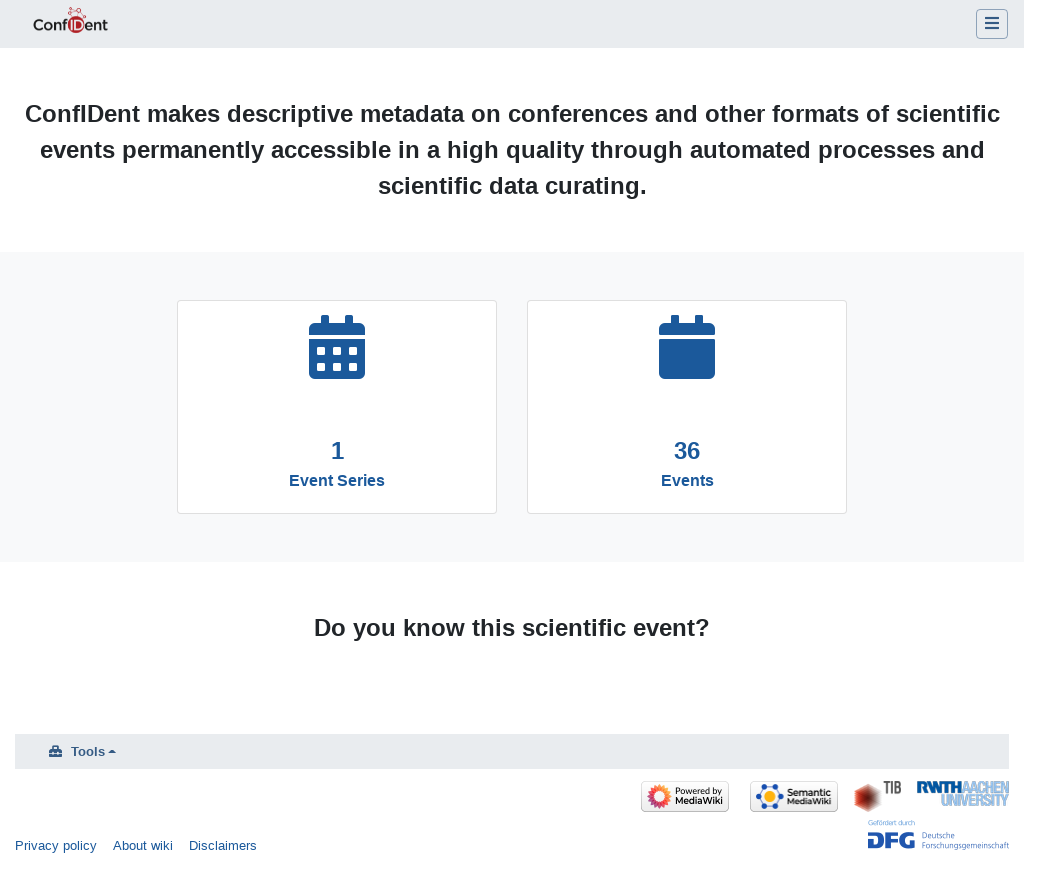 ConfIDent
ConfIDent makes descriptive metadata on conferences and other formats of scientific
events permanently accessible in a high quality through automated processes and
scientific data curating.
1
Event Series
36
Events
Do you know this scientific event?
Tools
Powered by
MediaWiki
Semantic
MediaWiki
TIB
RWTHAACHEN
UNIVERSITY
Gefördert durch
DFG
Deutsche
Forschungsgemeinschaft
Privacy policy
About wiki
Disclaimers